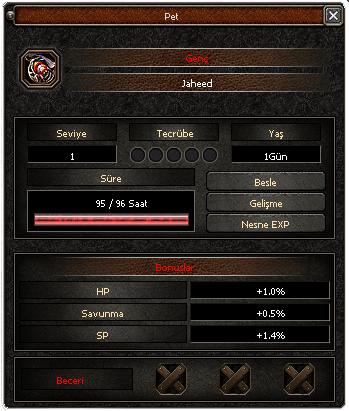 Pet
Genç
Jaheed
Seviye Tecrübe Yaş
1 1Gün
Süre
95 / 96 Saat
Besle
Gelişme
Nesne EXP
Bonuslar
HP +1.0%
Savunma +0.5%
SP +1.4%
Beceri